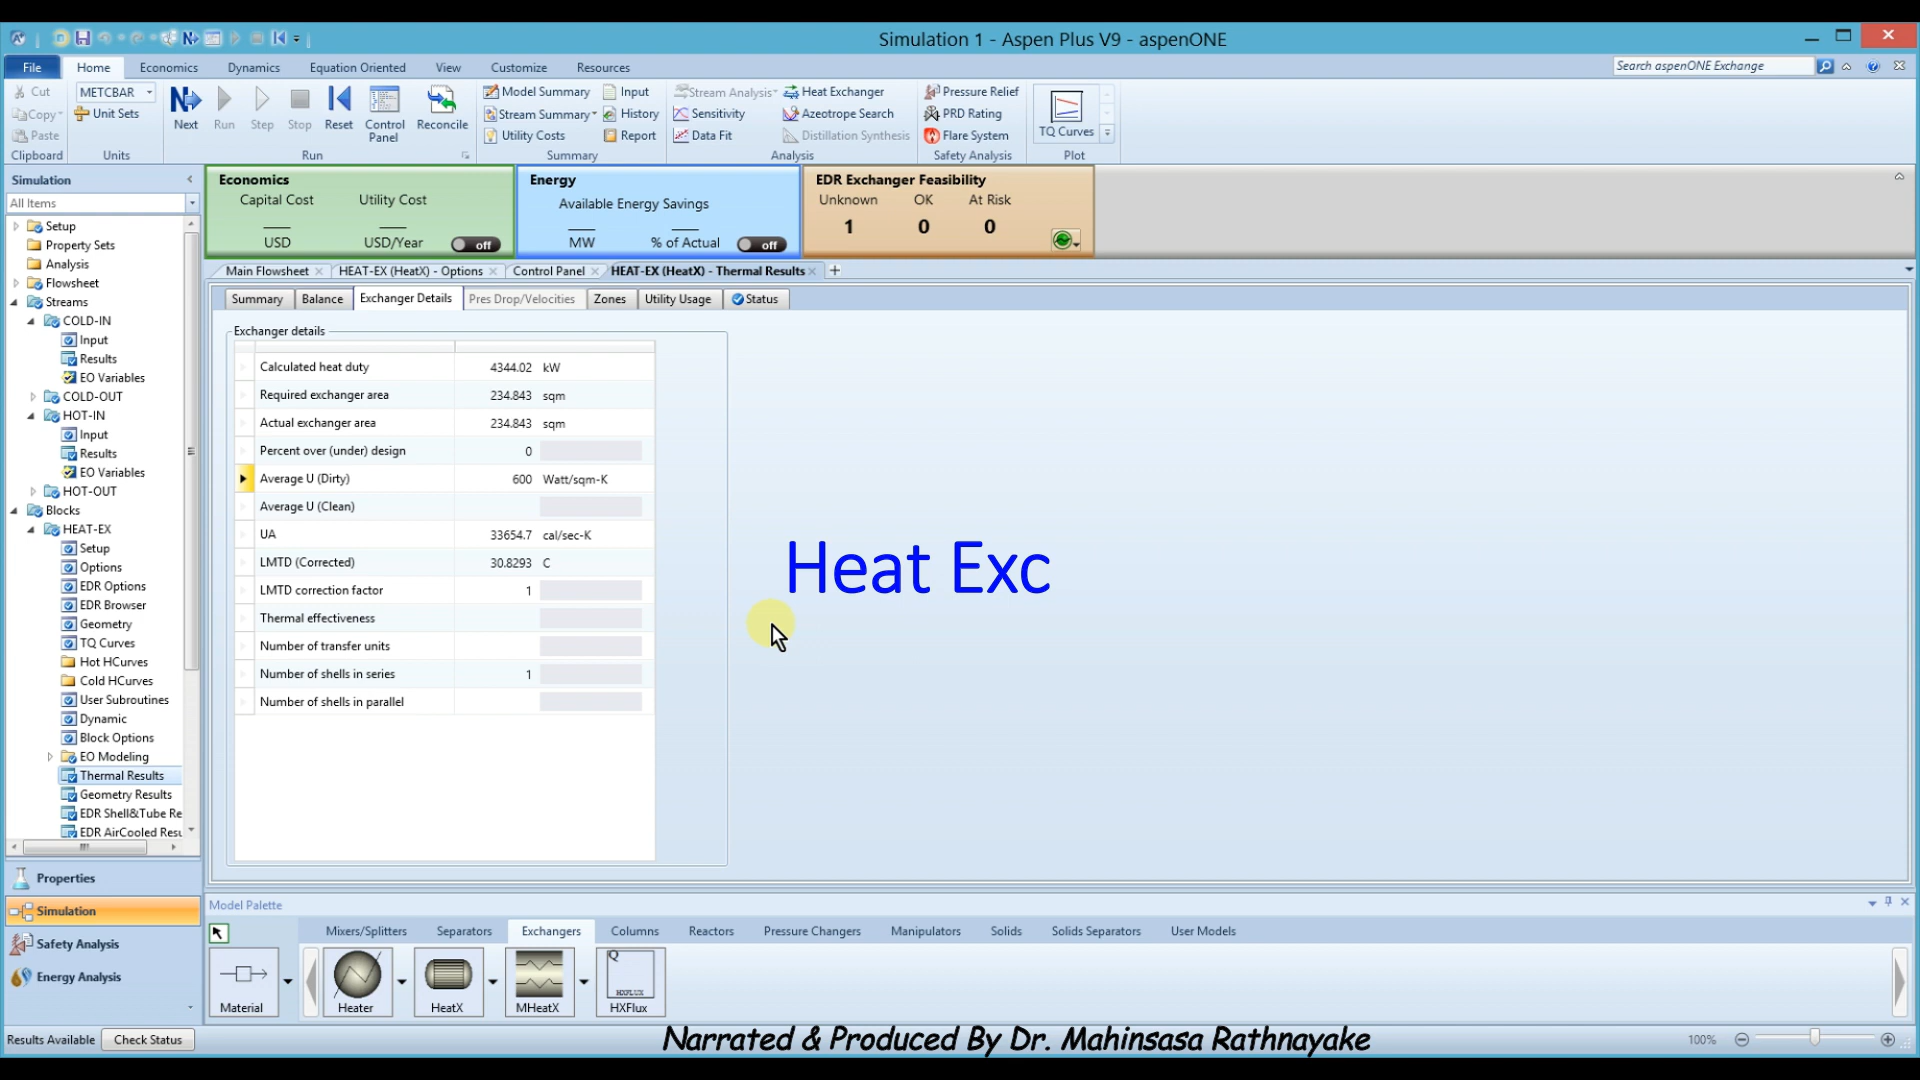 Simulation 1 - Aspen Plus V9 - aspenONE
File Home Economics Dynamics Equation Oriented View Customize Resources Search aspenONE Exchange
Cut METCBAR Model Summary Input Stream Analysis Heat Exchanger Pressure Relief
Copy Unit Sets Next Run Step Stop Reset Control Panel Reconcile Stream Summary History Sensitivity Azeotrope Search PRD Rating TQ Curves
Paste Utility Costs Report Data Fit Distillation Synthesis Flare System
Clipboard Units Run Summary Analysis Safety Analysis Plot
Simulation
All Items
Setup
Property Sets
Analysis
Flowsheet
Streams
COLD-IN
Input
Results
EO Variables
COLD-OUT
HOT-IN
Input
Results
EO Variables
HOT-OUT
Blocks
HEAT-EX
Setup
Options
EDR Options
EDR Browser
Geometry
TQ Curves
Hot HCurves
Cold HCurves
User Subroutines
Dynamic
Block Options
EO Modeling
Thermal Results
Geometry Results
EDR Shell&Tube Re
EDR AirCooled Resu
Properties
Simulation
Safety Analysis
Energy Analysis
Economics
Capital Cost Utility Cost
USD USD/Year off
Energy
Available Energy Savings
MW % of Actual off
EDR Exchanger Feasibility
Unknown OK At Risk
1 0 0
Main Flowsheet HEAT-EX (HeatX) - Options Control Panel HEAT-EX (HeatX) - Thermal Results +
Summary Balance Exchanger Details Pres Drop/Velocities Zones Utility Usage Status
Exchanger details
Calculated heat duty 4344.02 kW
Required exchanger area 234.843 sqm
Actual exchanger area 234.843 sqm
Percent over (under) design 0
Average U (Dirty) 600 Watt/sqm-K
Average U (Clean)
UA 33654.7 cal/sec-K
LMTD (Corrected) 30.8293 C
LMTD correction factor 1
Thermal effectiveness
Number of transfer units
Number of shells in series 1
Number of shells in parallel
Heat Exc
Model Palette
Mixers/Splitters Separators Exchangers Columns Reactors Pressure Changers Manipulators Solids Solids Separators User Models
Material Heater HeatX MHeatX HXFlux
Results Available Check Status
Narrated & Produced By Dr. Mahinsasa Rathnayake
100%